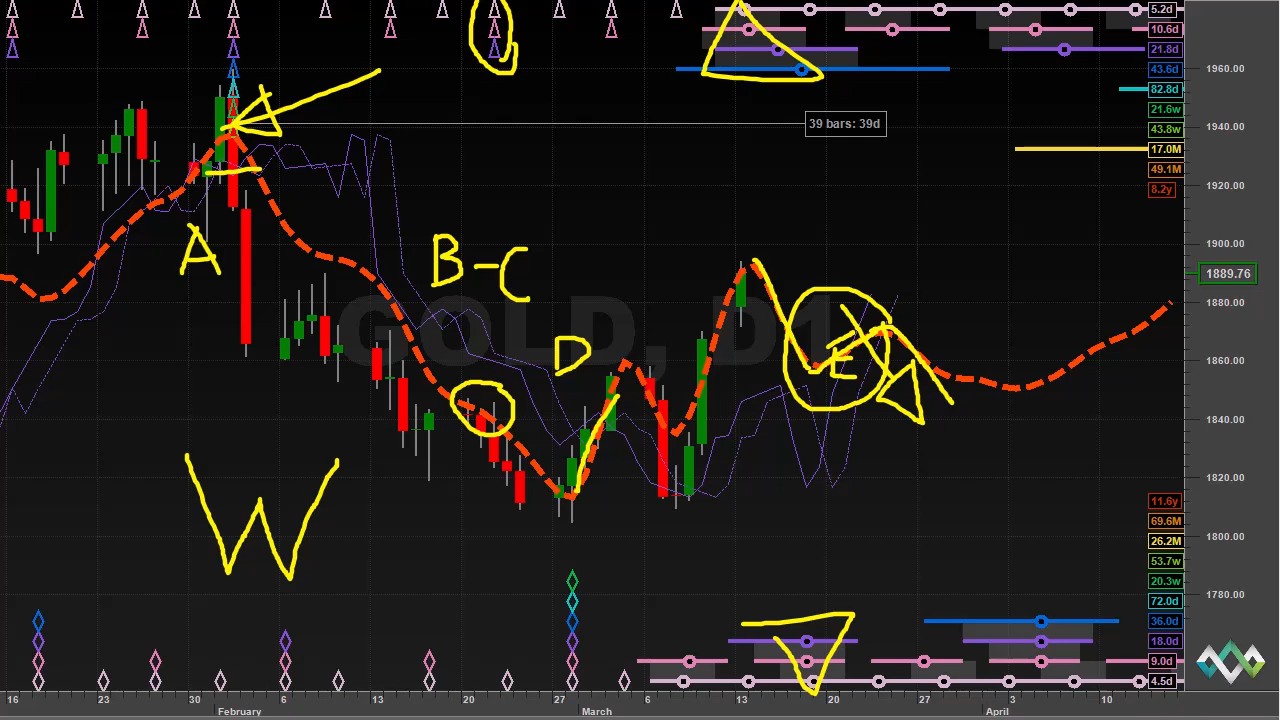 5.2d
10.6d
21.8d
43.6d
1960.00
82.8d
21.6w
39 bars: 39d
1940.00
43.8w
17.0M
49.1M
8.2y
1920.00
A
B-C
1900.00
1889.76
GOLD, D1
1880.00
D
E
1860.00
1840.00
W
1820.00
11.6y
69.6M
1800.00
26.2M
53.7w
20.3w
1780.00
72.0d
36.0d
18.0d
9.0d
4.5d
16 23 30 6 13 20 27 6 13 20 27 3 10
February March April